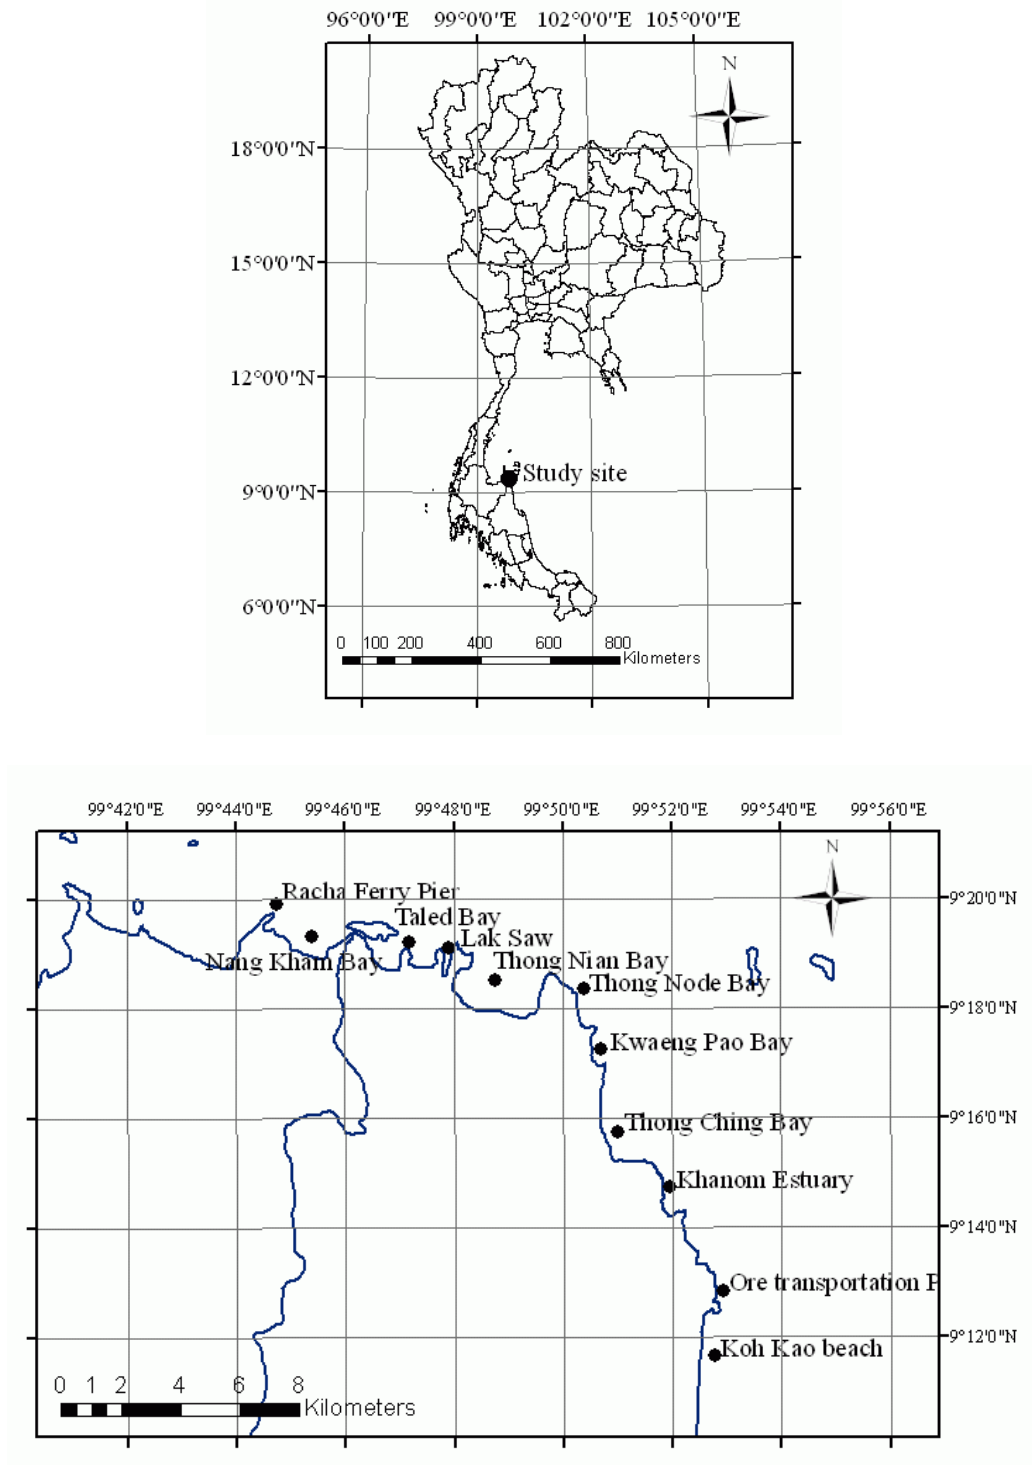 96°0'0"E 99°0'0"E 102°0'0"E 105°0'0"E
N
18°0'0"N
15°0'0"N
12°0'0"N
Study site
9°0'0"N
6°0'0"N
0 100 200 400 600 800
Kilometers
99°42'0"E 99°44'0"E 99°46'0"E 99°48'0"E 99°50'0"E 99°52'0"E 99°54'0"E 99°56'0"E
N
Racha Ferry Pier
9°20'0"N
Taled Bay
Lak Saw
Nang Kham Bay
Thong Nian Bay
Thong Node Bay
9°18'0"N
Kwaeng Pao Bay
Thong Ching Bay
9°16'0"N
Khanom Estuary
9°14'0"N
Ore transportation P
9°12'0"N
Koh Kao beach
0 1 2 4 6 8
Kilometers